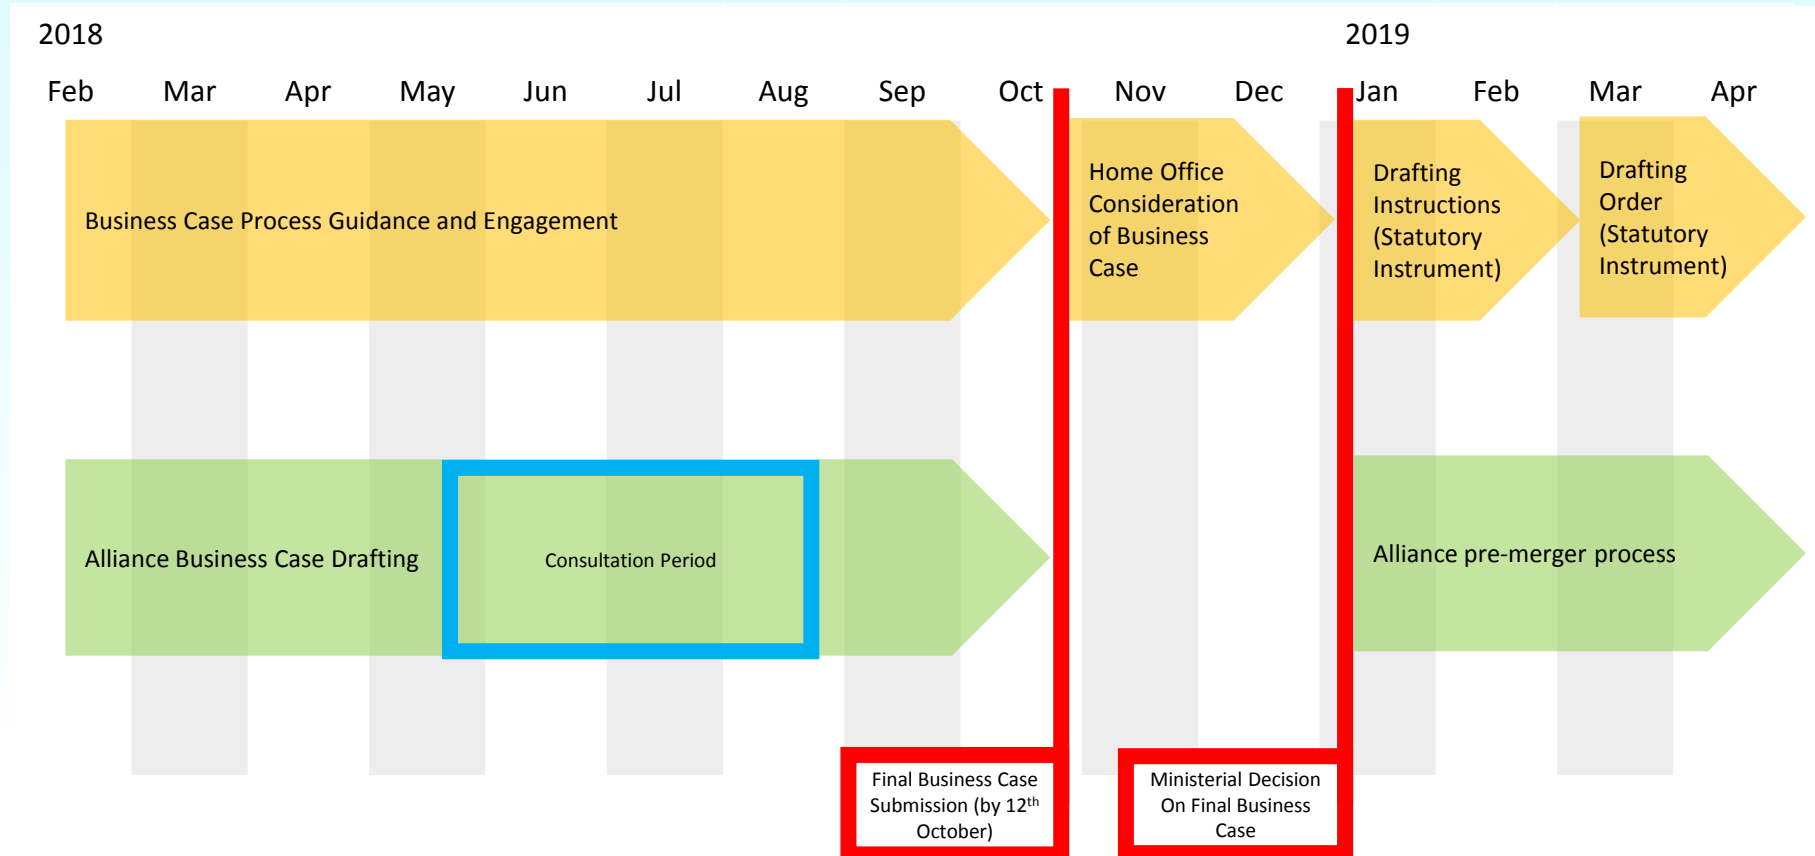 2018
2019
Feb
Mar
Apr
May
Jun
Jul
Aug
Sep
Oct
Nov
Dec
Jan
Feb
Mar
Apr
Business Case Process Guidance and Engagement
Home Office
Consideration
of Business
Case
Drafting
Instructions
(Statutory
Instrument)
Drafting
Order
(Statutory
Instrument)
Alliance Business Case Drafting
Consultation Period
Alliance pre-merger process
Final Business Case
Submission (by 12th
October)
Ministerial Decision
On Final Business
Case